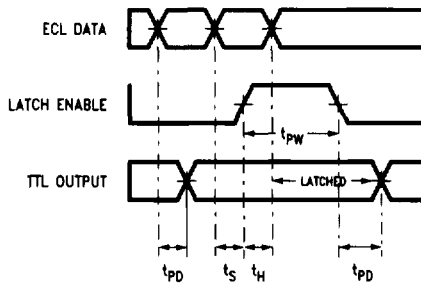 ECL DATA
LATCH ENABLE
tPW
TTL OUTPUT
LATCHED
tPD tS tH tPD